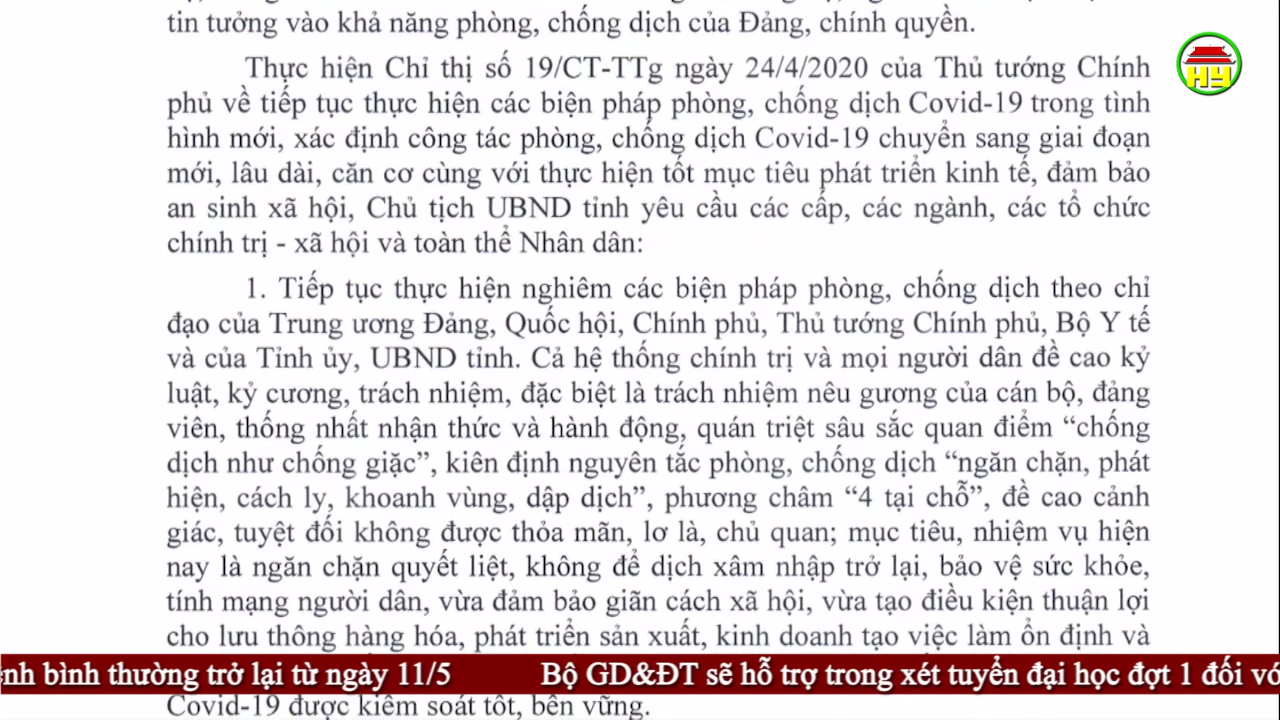 tin tưởng vào khả năng phòng, chống dịch của Đảng, chính quyền.
Thực hiện Chỉ thị số 19/CT-TTg ngày 24/4/2020 của Thủ tướng Chính
phủ về tiếp tục thực hiện các biện pháp phòng, chống dịch Covid-19 trong tình
hình mới, xác định công tác phòng, chống dịch Covid-19 chuyển sang giai đoạn
mới, lâu dài, căn cơ cùng với thực hiện tốt mục tiêu phát triển kinh tế, đảm bảo
an sinh xã hội, Chủ tịch UBND tỉnh yêu cầu các cấp, các ngành, các tổ chức
chính trị - xã hội và toàn thể Nhân dân:
1. Tiếp tục thực hiện nghiêm các biện pháp phòng, chống dịch theo chỉ
đạo của Trung ương Đảng, Quốc hội, Chính phủ, Thủ tướng Chính phủ, Bộ Y tế
và của Tỉnh ủy, UBND tỉnh. Cả hệ thống chính trị và mọi người dân đề cao kỷ
luật, kỷ cương, trách nhiệm, đặc biệt là trách nhiệm nêu gương của cán bộ, đảng
viên, thống nhất nhận thức và hành động, quán triệt sâu sắc quan điểm “chống
dịch như chống giặc”, kiên định nguyên tắc phòng, chống dịch “ngăn chặn, phát
hiện, cách ly, khoanh vùng, dập dịch”, phương châm “4 tại chỗ”, đề cao cảnh
giác, tuyệt đối không được thỏa mãn, lơ là, chủ quan; mục tiêu, nhiệm vụ hiện
nay là ngăn chặn quyết liệt, không để dịch xâm nhập trở lại, bảo vệ sức khỏe,
tính mạng người dân, vừa đảm bảo giãn cách xã hội, vừa tạo điều kiện thuận lợi
cho lưu thông hàng hóa, phát triển sản xuất, kinh doanh tạo việc làm ổn định và
bình thường trở lại từ ngày 11/5 Bộ GD&ĐT sẽ hỗ trợ trong xét tuyển đại học đợt 1 đối
Covid-19 được kiểm soát tốt, bền vững.
HY